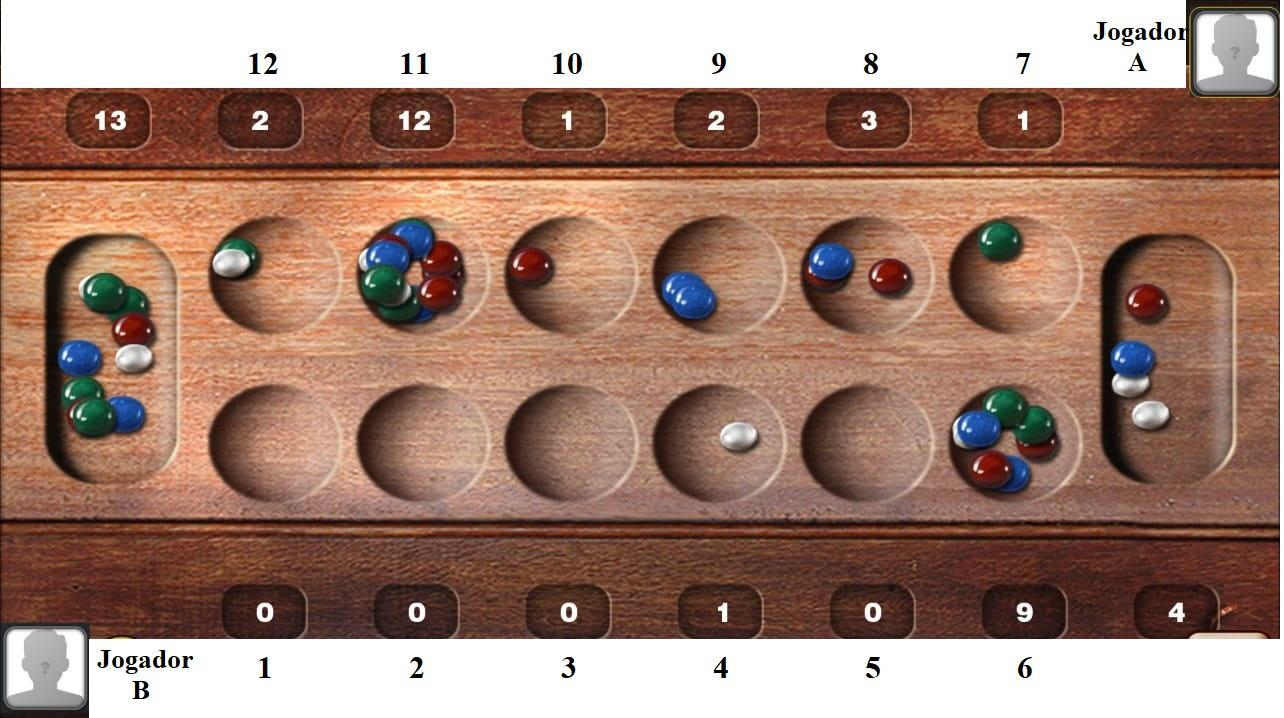 Jogador
A
12 11 10 9 8 7
13 2 12 1 2 3 1
0 0 0 1 0 9 4
Jogador
B
1 2 3 4 5 6